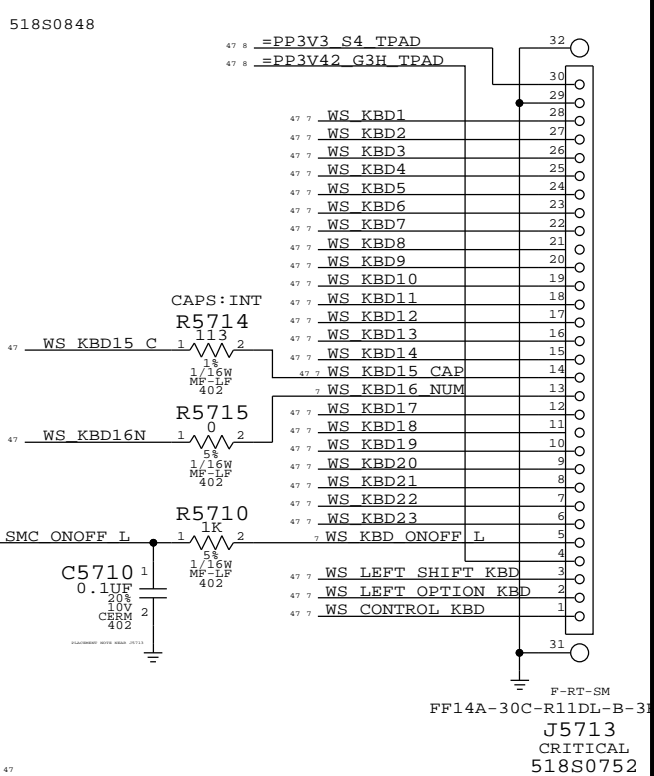 518S0848
47 8 =PP3V3_S4_TPAD 32
47 8 =PP3V42_G3H_TPAD
30
29
47 7 WS_KBD1 28
47 7 WS_KBD2 27
47 7 WS_KBD3 26
47 7 WS_KBD4 25
47 7 WS_KBD5 24
47 7 WS_KBD6 23
47 7 WS_KBD7 22
47 7 WS_KBD8 21
47 7 WS_KBD9 20
47 7 WS_KBD10 19
47 7 WS_KBD11 18
47 7 WS_KBD12 17
47 7 WS_KBD13 16
47 7 WS_KBD14 15
47 7 WS_KBD15_CAP 14
7 WS_KBD16_NUM 13
47 7 WS_KBD17 12
47 7 WS_KBD18 11
47 7 WS_KBD19 10
47 7 WS_KBD20 9
47 7 WS_KBD21 8
47 7 WS_KBD22 7
47 7 WS_KBD23 6
7 WS_KBD_ONOFF_L 5
4
47 7 WS_LEFT_SHIFT_KBD 3
47 7 WS_LEFT_OPTION_KBD 2
47 7 WS_CONTROL_KBD 1
31
CAPS:INT
R5714
113
47 WS_KBD15_C 1 2
1%
1/16W
MF-LF
402
R5715
0
47 WS_KBD16N 1 2
5%
1/16W
MF-LF
402
R5710
1K
SMC_ONOFF_L 1 2
5%
1/16W
MF-LF
402
C5710 1
0.1UF
20%
10V 2
CERM
402
PLACEMENT_NOTE=NEAR J5713
F-RT-SM
FF14A-30C-R11DL-B-3
J5713
CRITICAL
518S0752
47